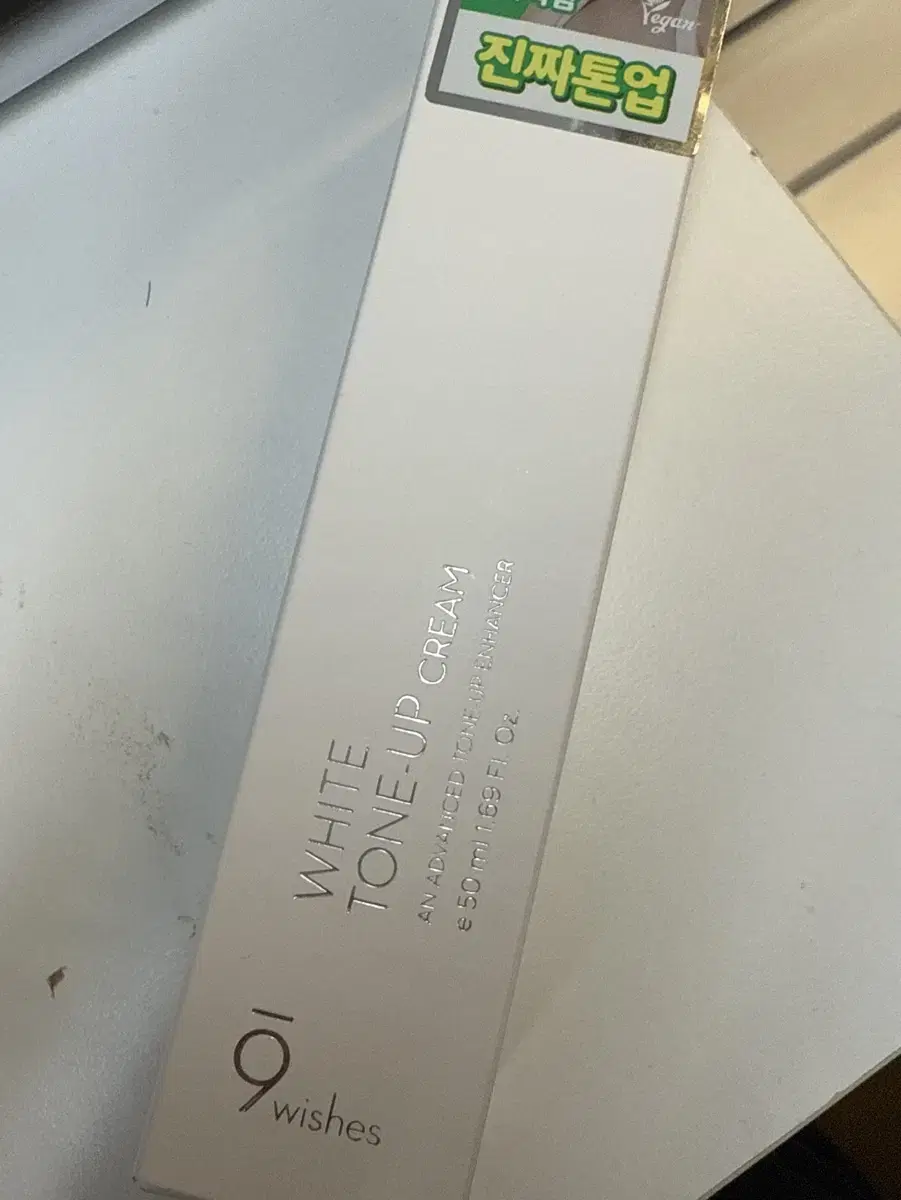 Vegan
진짜톤업
WHITE
TONE-UP CREAM
AN ADVANCED TONE-UP ENHANCER
e 50 ml 1.69 Fl. Oz.
9
wishes